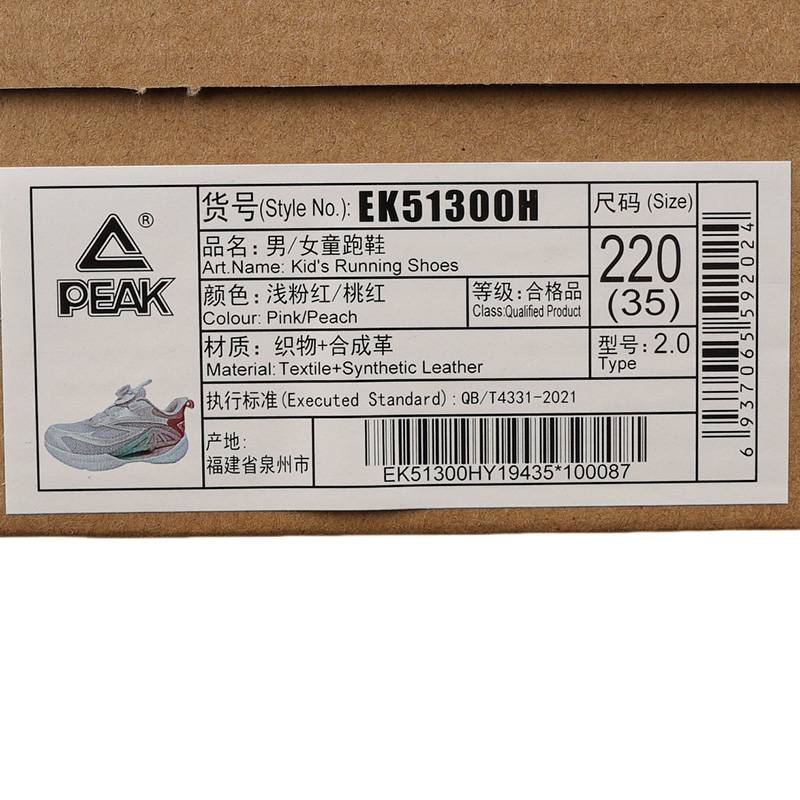 ®
PEAK
货号(Style No.): EK51300H
尺码 (Size)
品名: 男/女童跑鞋
Art.Name: Kid's Running Shoes
220
(35)
颜色: 浅粉红/桃红
Colour: Pink/Peach
等级: 合格品
Class:Qualified Product
材质: 织物+合成革
Material: Textile+Synthetic Leather
型号: 2.0
Type
执行标准(Executed Standard): QB/T4331-2021
产地:
福建省泉州市
EK51300HY19435*100087
6 937065 592024